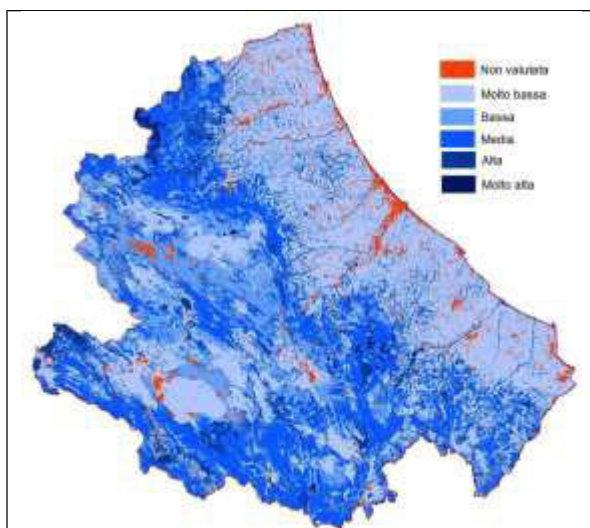 Non valutata
Molto bassa
Bassa
Media
Alta
Molto alta